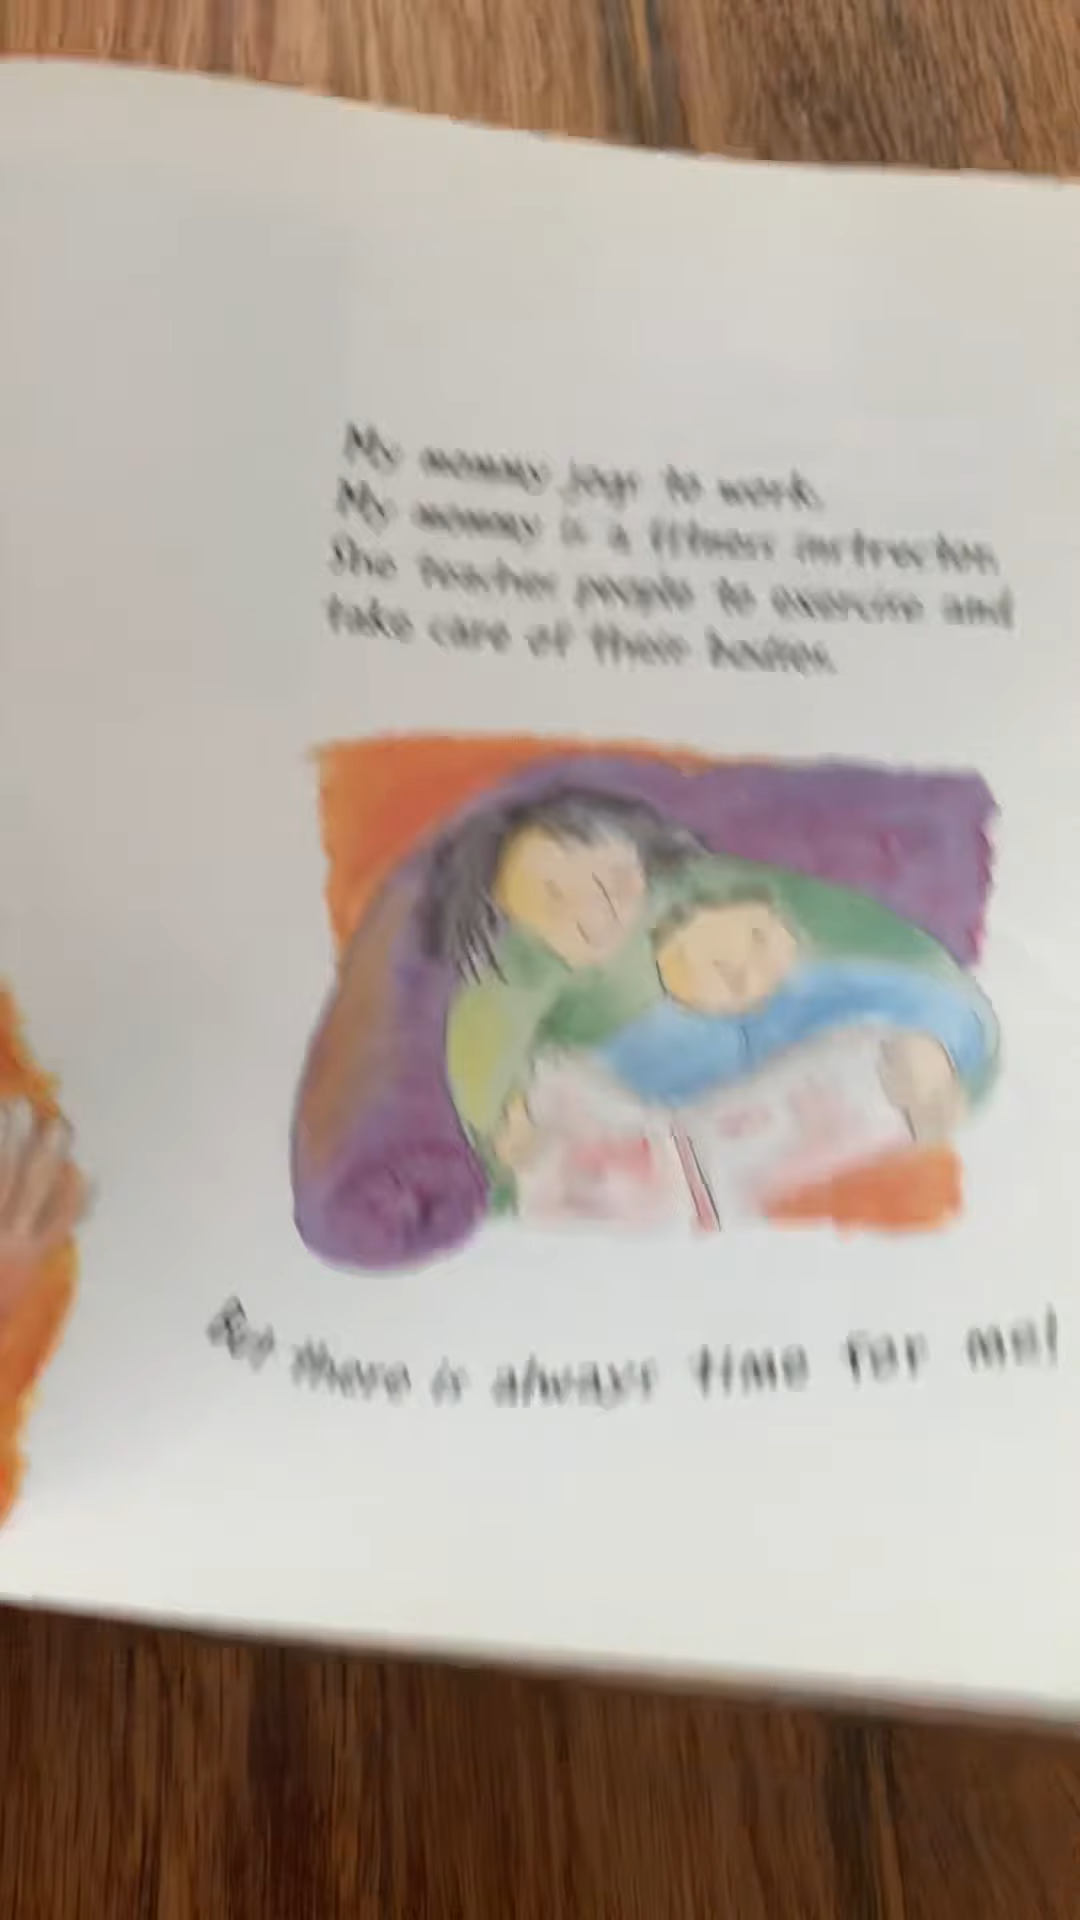 My mommy jogs to work.
My mommy is a fitness instructor.
She teaches people to exercise and
take care of their bodies.
But there is always time for me!